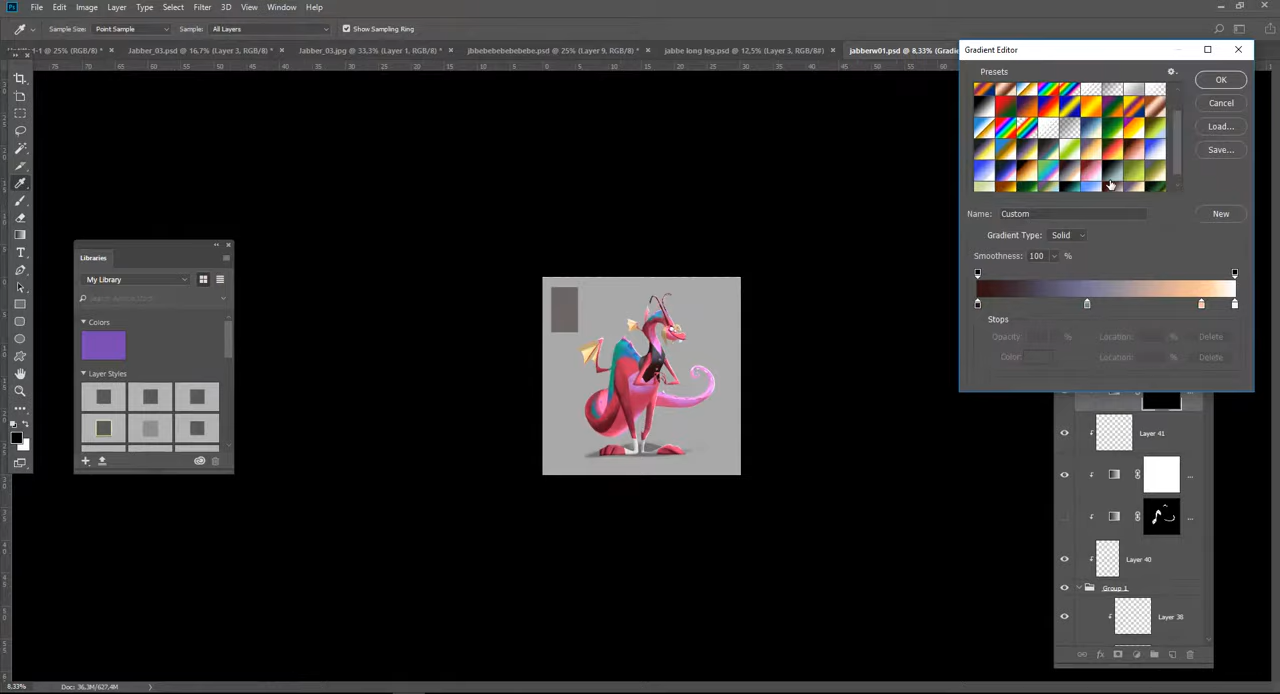 Ps File Edit Image Layer Type Select Filter 3D View Window Help
Sample Size: Point Sample Sample: All Layers Show Sampling Ring
@ 25% (RGB/8) * Jabber_03.psd @ 16,7% (Layer 3, RGB/8) * Jabber_03.jpg @ 33,3% (Layer 1, RGB/8) * jbbebebebebebe.psd @ 25% (Layer 9, RGB/8) * jabbe long leg.psd @ 12,5% (Layer 3, RGB/8#) jabberw01.psd @ 8,33% (Gradie
Gradient Editor
Presets
OK
Cancel
Load...
Save...
Name: Custom New
Gradient Type: Solid
Smoothness: 100 %
Stops
Opacity: % Location: % Delete
Color: Location: % Delete
Libraries
My Library
Colors
Layer Styles
Layer 41
...
...
Layer 40
Group 1
Layer 38
fx
8,33% Doc: 36,3M/627,4M